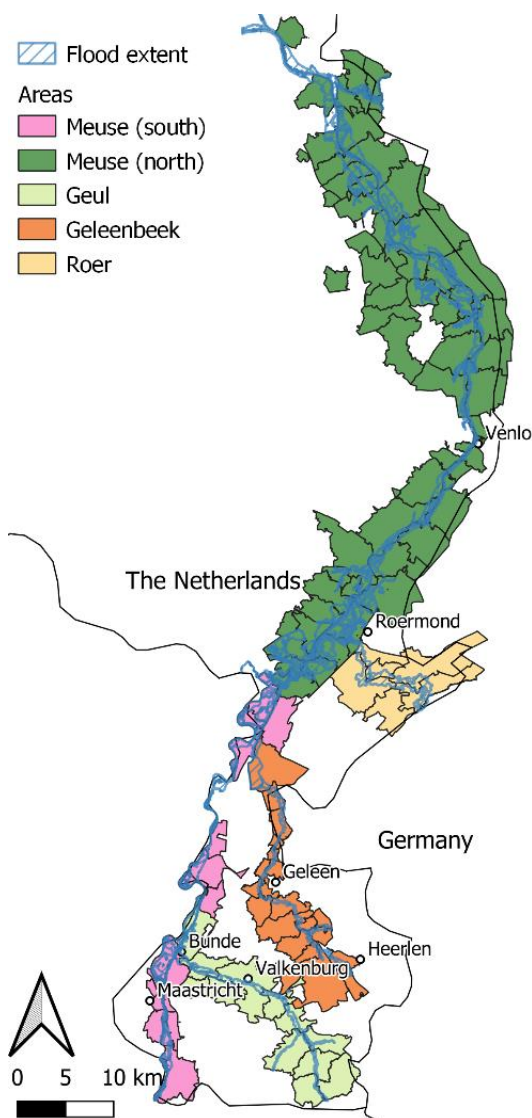 Flood extent
Areas
Meuse (south)
Meuse (north)
Geul
Geleenbeek
Roer
Venlo
The Netherlands
Roermond
Germany
Geleen
Bunde
Heerlen
Valkenburg
Maastricht
0 5 10 km